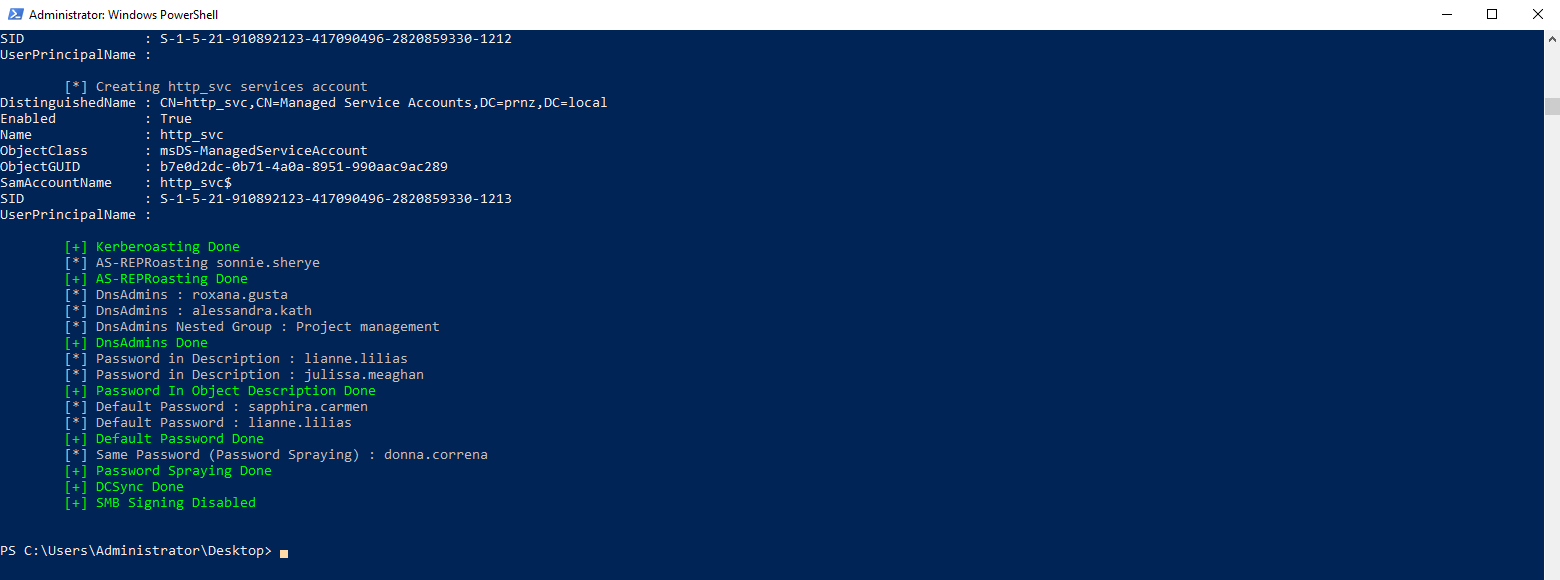 Administrator: Windows PowerShell
SID : S-1-5-21-910892123-417090496-2820859330-1212
UserPrincipalName :
[*] Creating http_svc services account
DistinguishedName : CN=http_svc,CN=Managed Service Accounts,DC=prnz,DC=local
Enabled : True
Name : http_svc
ObjectClass : msDS-ManagedServiceAccount
ObjectGUID : b7e0d2dc-0b71-4a0a-8951-990aac9ac289
SamAccountName : http_svc$
SID : S-1-5-21-910892123-417090496-2820859330-1213
UserPrincipalName :
[+] Kerberoasting Done
[*] AS-REPRoasting sonnie.sherye
[+] AS-REPRoasting Done
[*] DnsAdmins : roxana.gusta
[*] DnsAdmins : alessandra.kath
[*] DnsAdmins Nested Group : Project management
[+] DnsAdmins Done
[*] Password in Description : lianne.lilias
[*] Password in Description : julissa.meaghan
[+] Password In Object Description Done
[*] Default Password : sapphira.carmen
[*] Default Password : lianne.lilias
[+] Default Password Done
[*] Same Password (Password Spraying) : donna.correna
[+] Password Spraying Done
[+] DCSync Done
[+] SMB Signing Disabled
PS C:\Users\Administrator\Desktop>